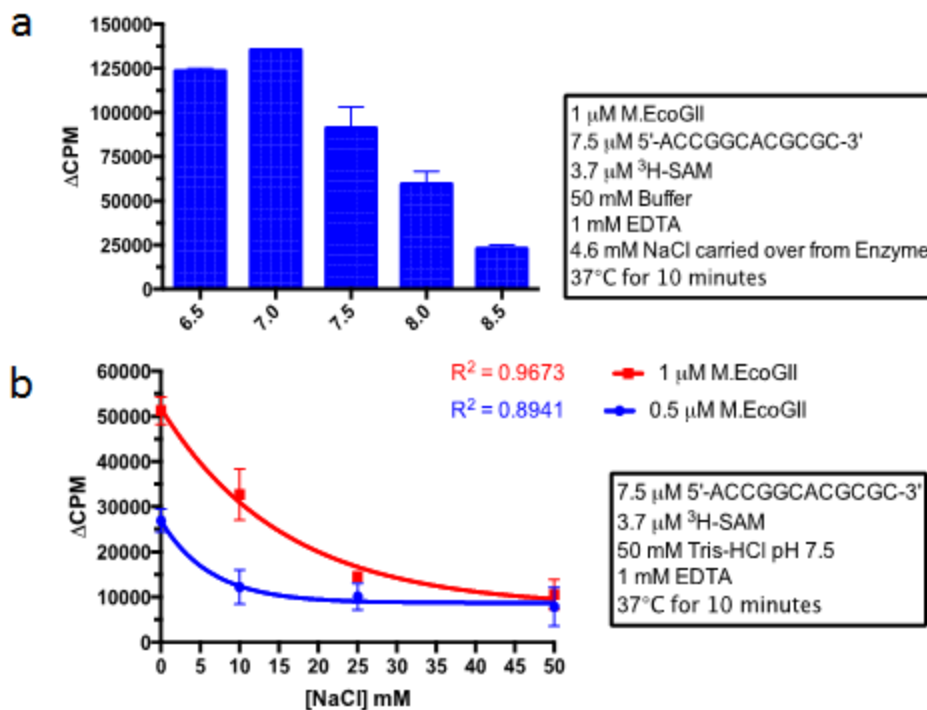 a
150000
125000
100000
75000
50000
25000
0
ΔCPM
6.5 7.0 7.5 8.0 8.5
1 μM M.EcoGII
7.5 μM 5'-ACCGGCACGCGC-3'
3.7 μM ³H-SAM
50 mM Buffer
1 mM EDTA
4.6 mM NaCl carried over from Enzyme
37°C for 10 minutes
b
60000
50000
40000
30000
20000
10000
0
ΔCPM
0 5 10 15 20 25 30 35 40 45 50
[NaCl] mM
R² = 0.9673 1 μM M.EcoGII
R² = 0.8941 0.5 μM M.EcoGII
7.5 μM 5'-ACCGGCACGCGC-3'
3.7 μM ³H-SAM
50 mM Tris-HCl pH 7.5
1 mM EDTA
37°C for 10 minutes